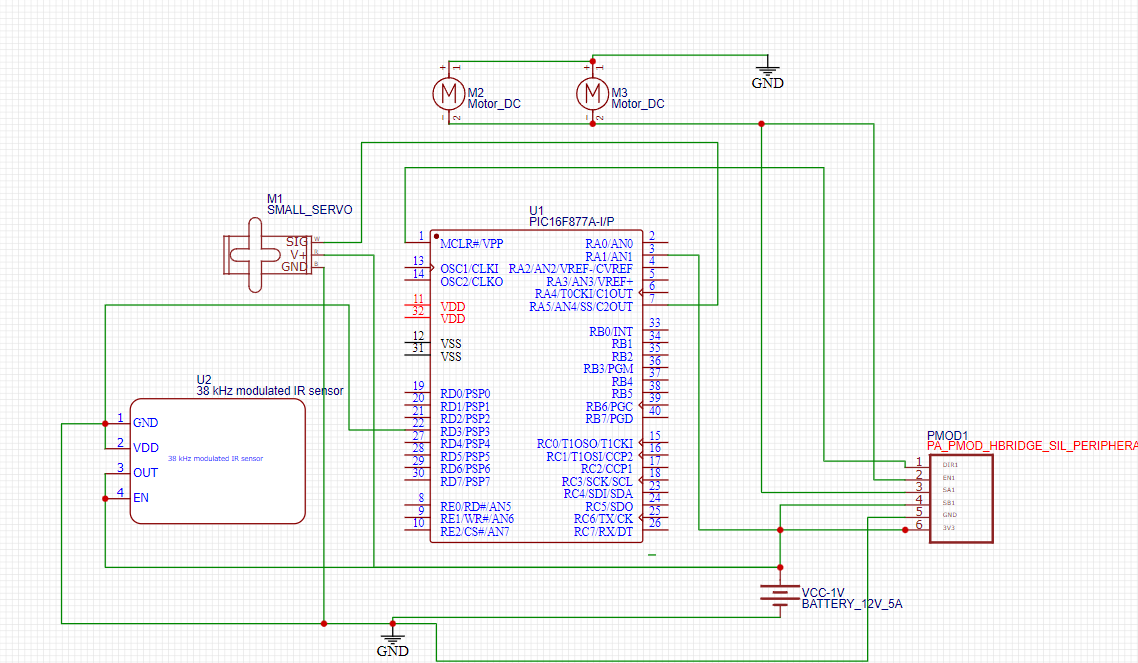 + 1
+ 1
GND
M2
Motor_DC
M3
Motor_DC
− 2
− 2
M1
SMALL_SERVO
SIG W
V+ R
GND B
U1
PIC16F877A-I/P
1 MCLR#/VPP
13 OSC1/CLKI
14 OSC2/CLKO
11 VDD
32 VDD
12 VSS
31 VSS
19 RD0/PSP0
20 RD1/PSP1
21 RD2/PSP2
22 RD3/PSP3
27 RD4/PSP4
28 RD5/PSP5
29 RD6/PSP6
30 RD7/PSP7
8 RE0/RD#/AN5
9 RE1/WR#/AN6
10 RE2/CS#/AN7
RA0/AN0 2
RA1/AN1 3
RA2/AN2/VREF-/CVREF 4
RA3/AN3/VREF+ 5
RA4/T0CKI/C1OUT 6
RA5/AN4/SS/C2OUT 7
RB0/INT 33
RB1 34
RB2 35
RB3/PGM 36
RB4 37
RB5 38
RB6/PGC 39
RB7/PGD 40
RC0/T1OSO/T1CKI 15
RC1/T1OSI/CCP2 16
RC2/CCP1 17
RC3/SCK/SCL 18
RC4/SDI/SDA 23
RC5/SDO 24
RC6/TX/CK 25
RC7/RX/DT 26
U2
38 kHz modulated IR sensor
1 GND
2 VDD
3 OUT
4 EN
38 kHz modulated IR sensor
PMOD1
PA_PMOD_HBRIDGE_SIL_PERIPHERA
1 DIR1
2 EN1
3 SA1
4 SB1
5 GND
6 3V3
VCC-1V
BATTERY_12V_5A
GND